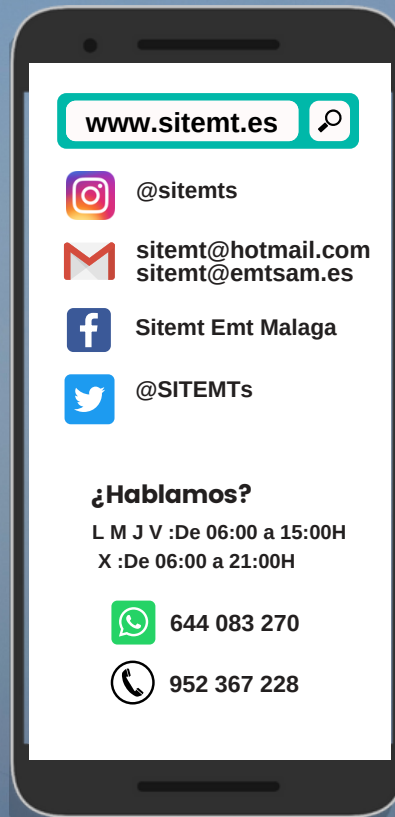 www.sitemt.es
@sitemts
sitemt@hotmail.com
sitemt@emtsam.es
Sitemt Emt Malaga
@SITEMTs
¿Hablamos?
L M J V :De 06:00 a 15:00H
X :De 06:00 a 21:00H
644 083 270
952 367 228